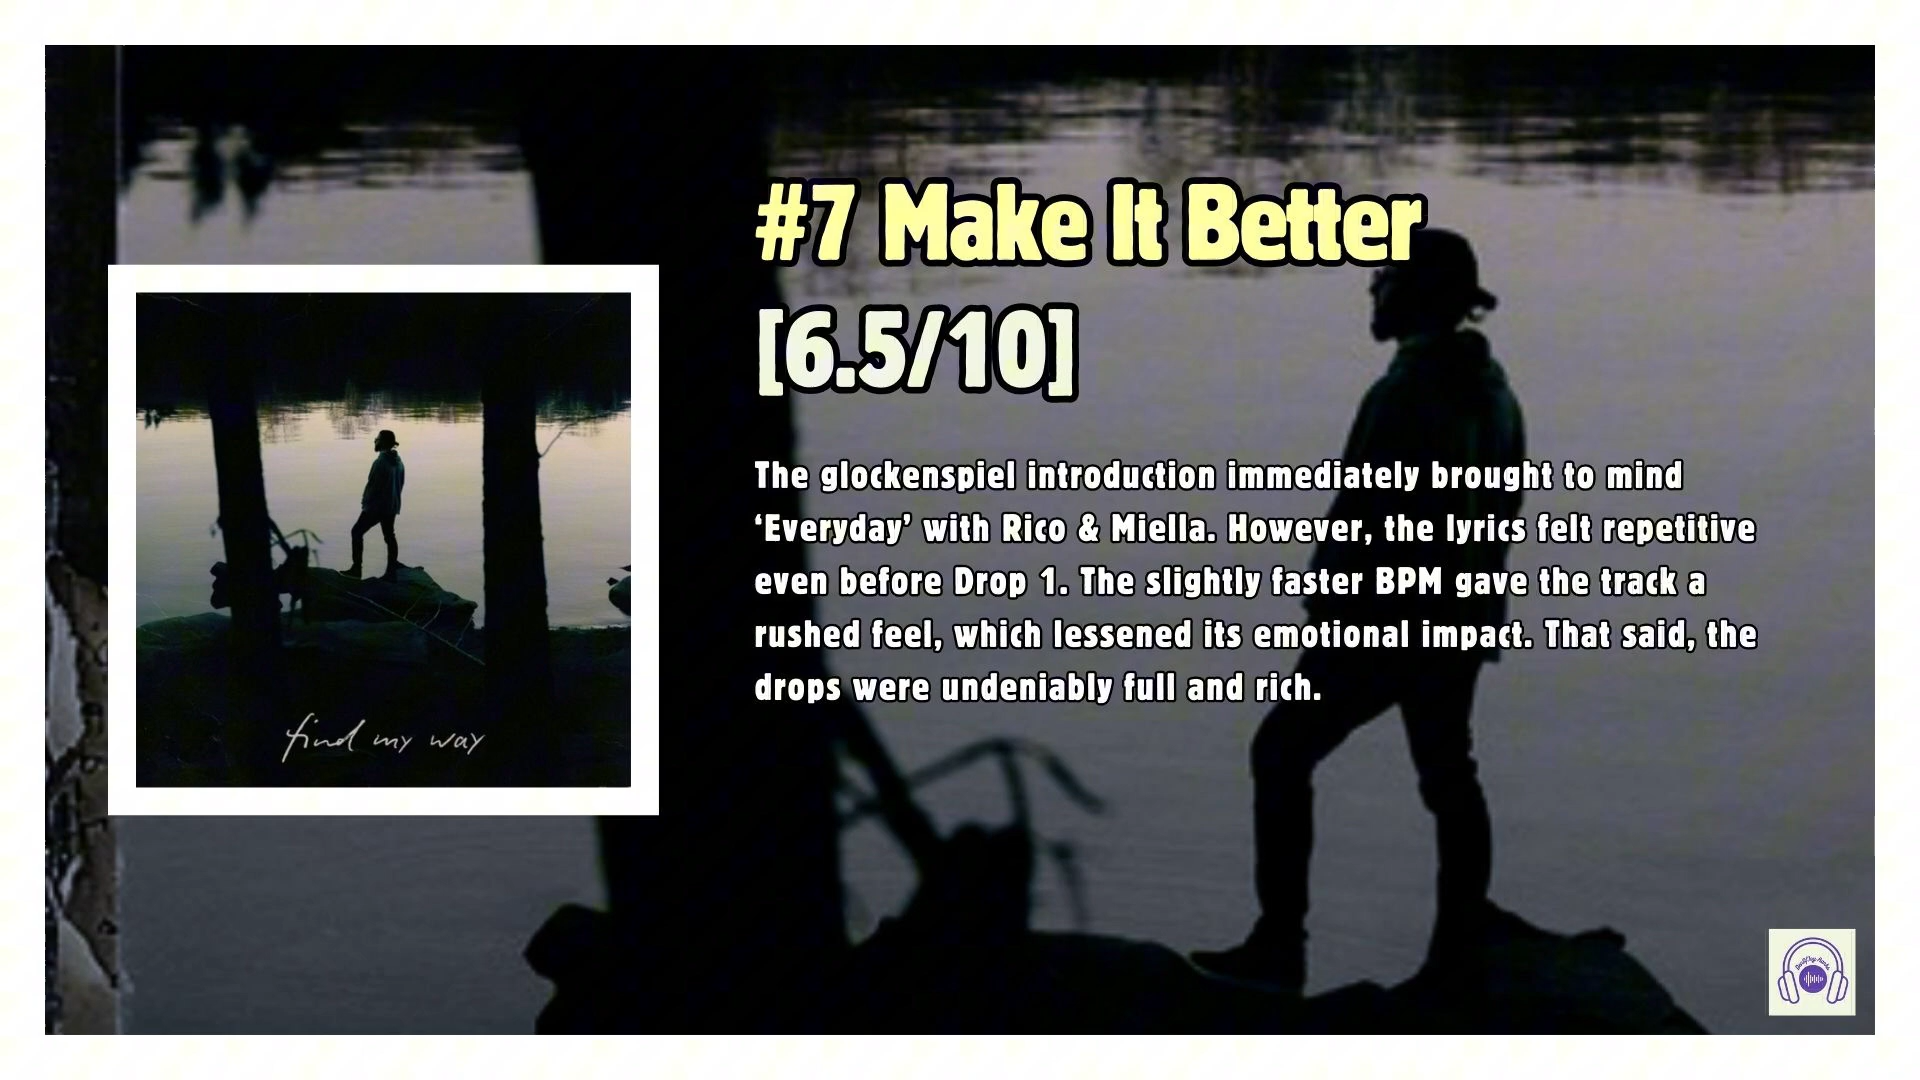 #7 Make It Better
[6.5/10]
The glockenspiel introduction immediately brought to mind
‘Everyday’ with Rico & Miella. However, the lyrics felt repetitive
even before Drop 1. The slightly faster BPM gave the track a
rushed feel, which lessened its emotional impact. That said, the
drops were undeniably full and rich.
find my way